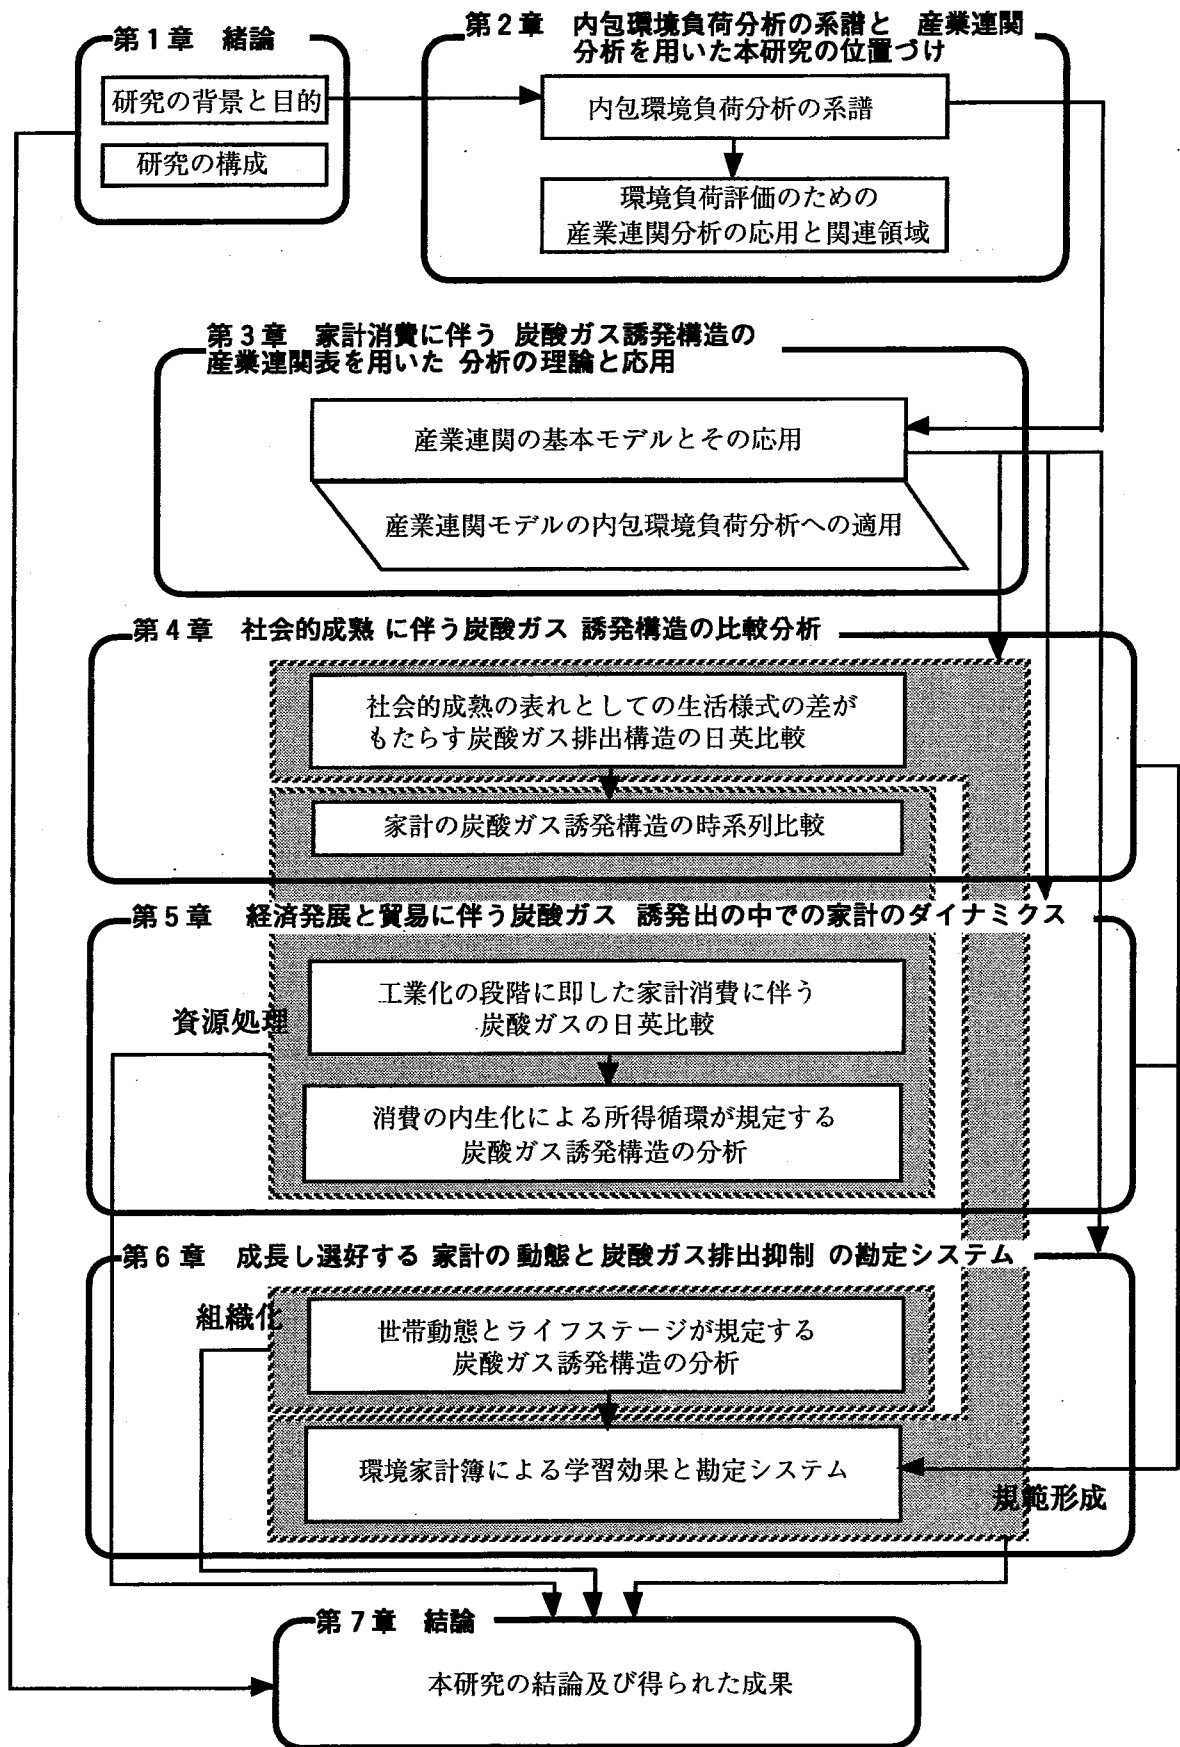 第1章　緒論
研究の背景と目的
研究の構成
第2章　内包環境負荷分析の系譜と　産業連関
分析を用いた本研究の位置づけ
内包環境負荷分析の系譜
環境負荷評価のための
産業連関分析の応用と関連領域
第3章　家計消費に伴う 炭酸ガス誘発構造の
産業連関表を用いた 分析の理論と応用
産業連関の基本モデルとその応用
産業連関モデルの内包環境負荷分析への適用
第4章　社会的成熟 に伴う炭酸ガス 誘発構造の比較分析
社会的成熟の表れとしての生活様式の差が
もたらす炭酸ガス排出構造の日英比較
家計の炭酸ガス誘発構造の時系列比較
第5章　経済発展と貿易に伴う炭酸ガス 誘発出の中での家計のダイナミクス
資源処理
工業化の段階に即した家計消費に伴う
炭酸ガスの日英比較
消費の内生化による所得循環が規定する
炭酸ガス誘発構造の分析
第6章　成長し選好する 家計の 動態と炭酸ガス排出抑制 の勘定システム
組織化
世帯動態とライフステージが規定する
炭酸ガス誘発構造の分析
環境家計簿による学習効果と勘定システム
規範形成
第7章　結論
本研究の結論及び得られた成果